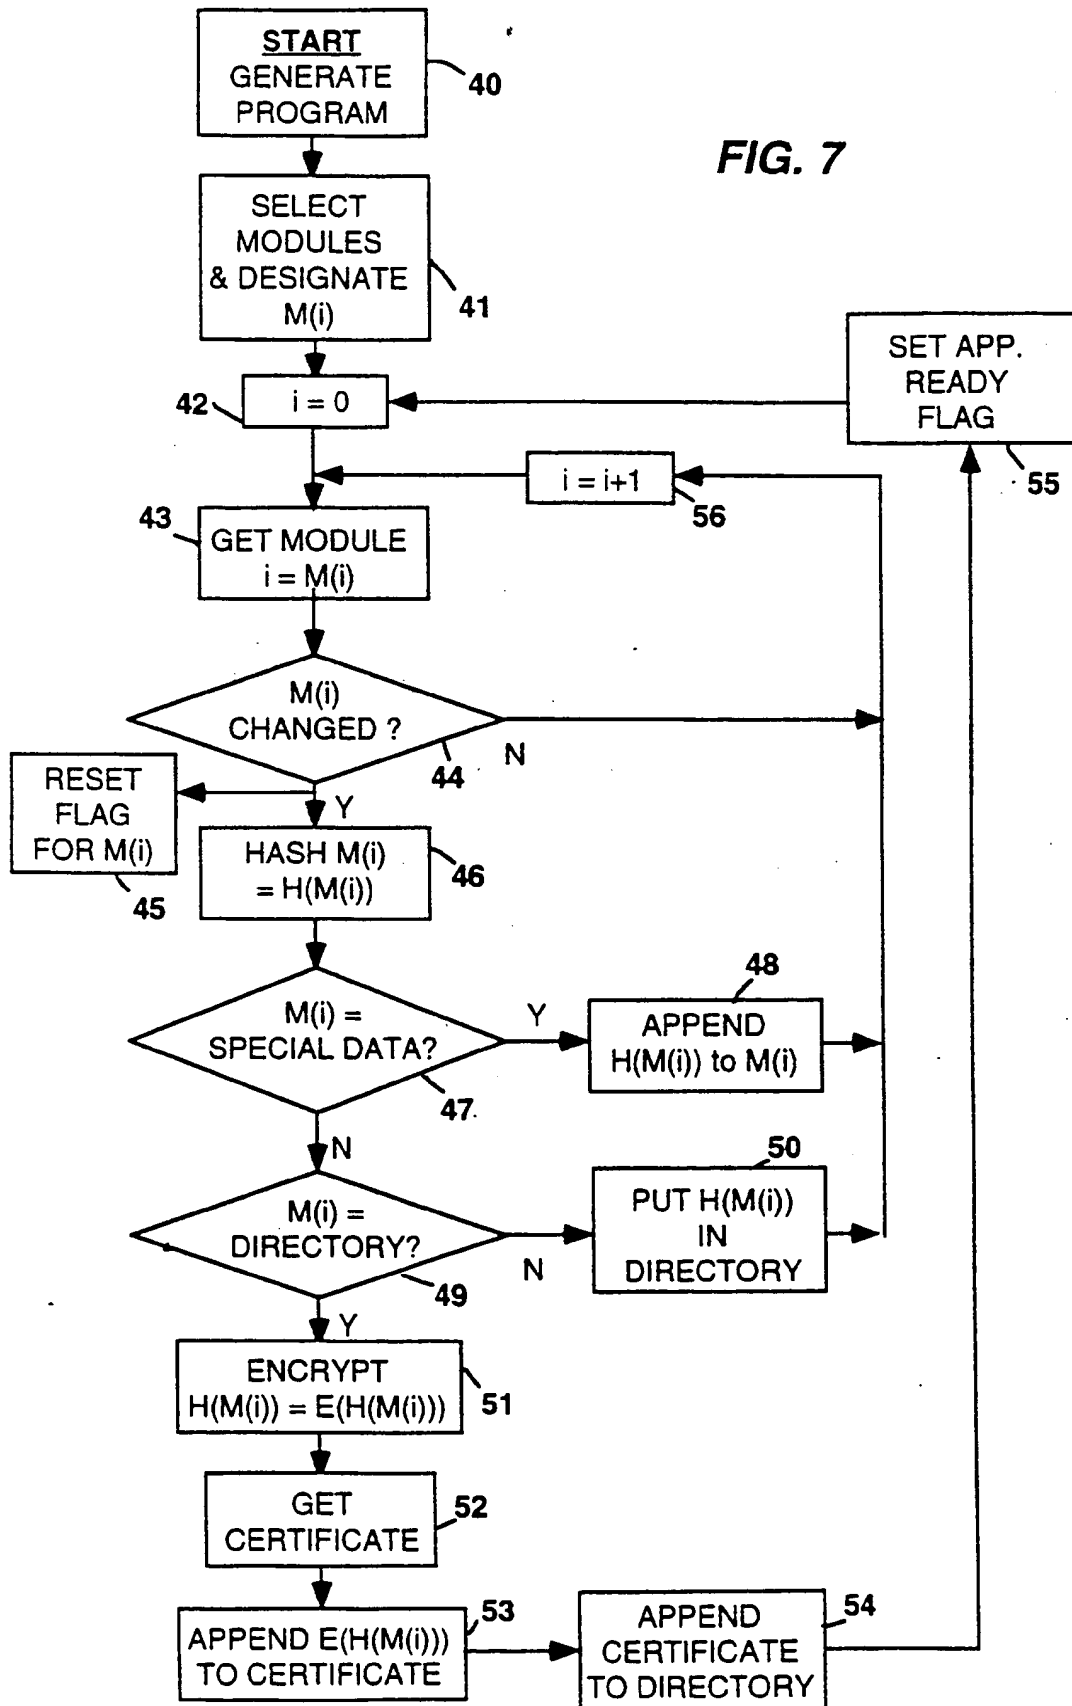 START
GENERATE
PROGRAM
40
FIG. 7
SELECT
MODULES
& DESIGNATE
M(i)
41
SET APP.
READY
FLAG
55
42
i = 0
i = i+1
56
43
GET MODULE
i = M(i)
M(i)
CHANGED ?
44
N
RESET
FLAG
FOR M(i)
45
Y
HASH M(i)
= H(M(i))
46
M(i) =
SPECIAL DATA?
47
Y
48
APPEND
H(M(i)) to M(i)
N
M(i) =
DIRECTORY?
49
N
50
PUT H(M(i))
IN
DIRECTORY
Y
ENCRYPT
H(M(i)) = E(H(M(i)))
51
GET
CERTIFICATE
52
APPEND E(H(M(i)))
TO CERTIFICATE
53
APPEND
CERTIFICATE
TO DIRECTORY
54